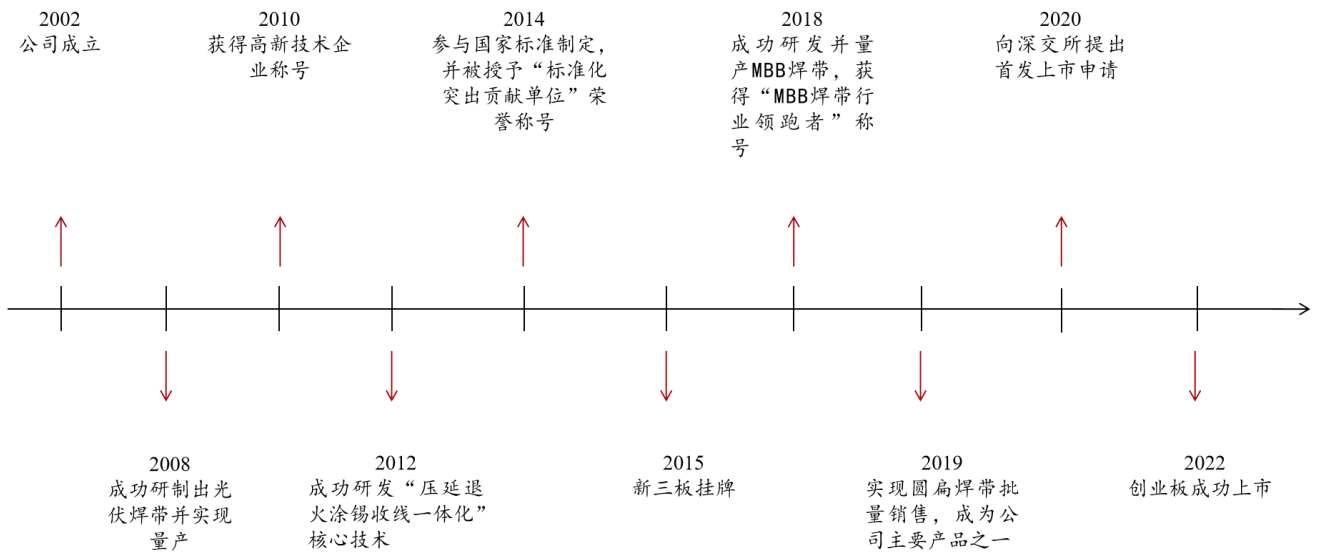 2002
公司成立
2010
获得高新技术企
业称号
2014
参与国家标准制定，
并被授予“标准化
突出贡献单位”荣
誉称号
2018
成功研发并量
产MBB焊带，获
得“MBB焊带行
业领跑者”称
号
2020
向深交所提出
首发上市申请
2008
成功研制出光
伏焊带并实现
量产
2012
成功研发“压延退
火涂锡收线一体化”
核心技术
2015
新三板挂牌
2019
实现圆扁焊带批
量销售，成为公
司主要产品之一
2022
创业板成功上市